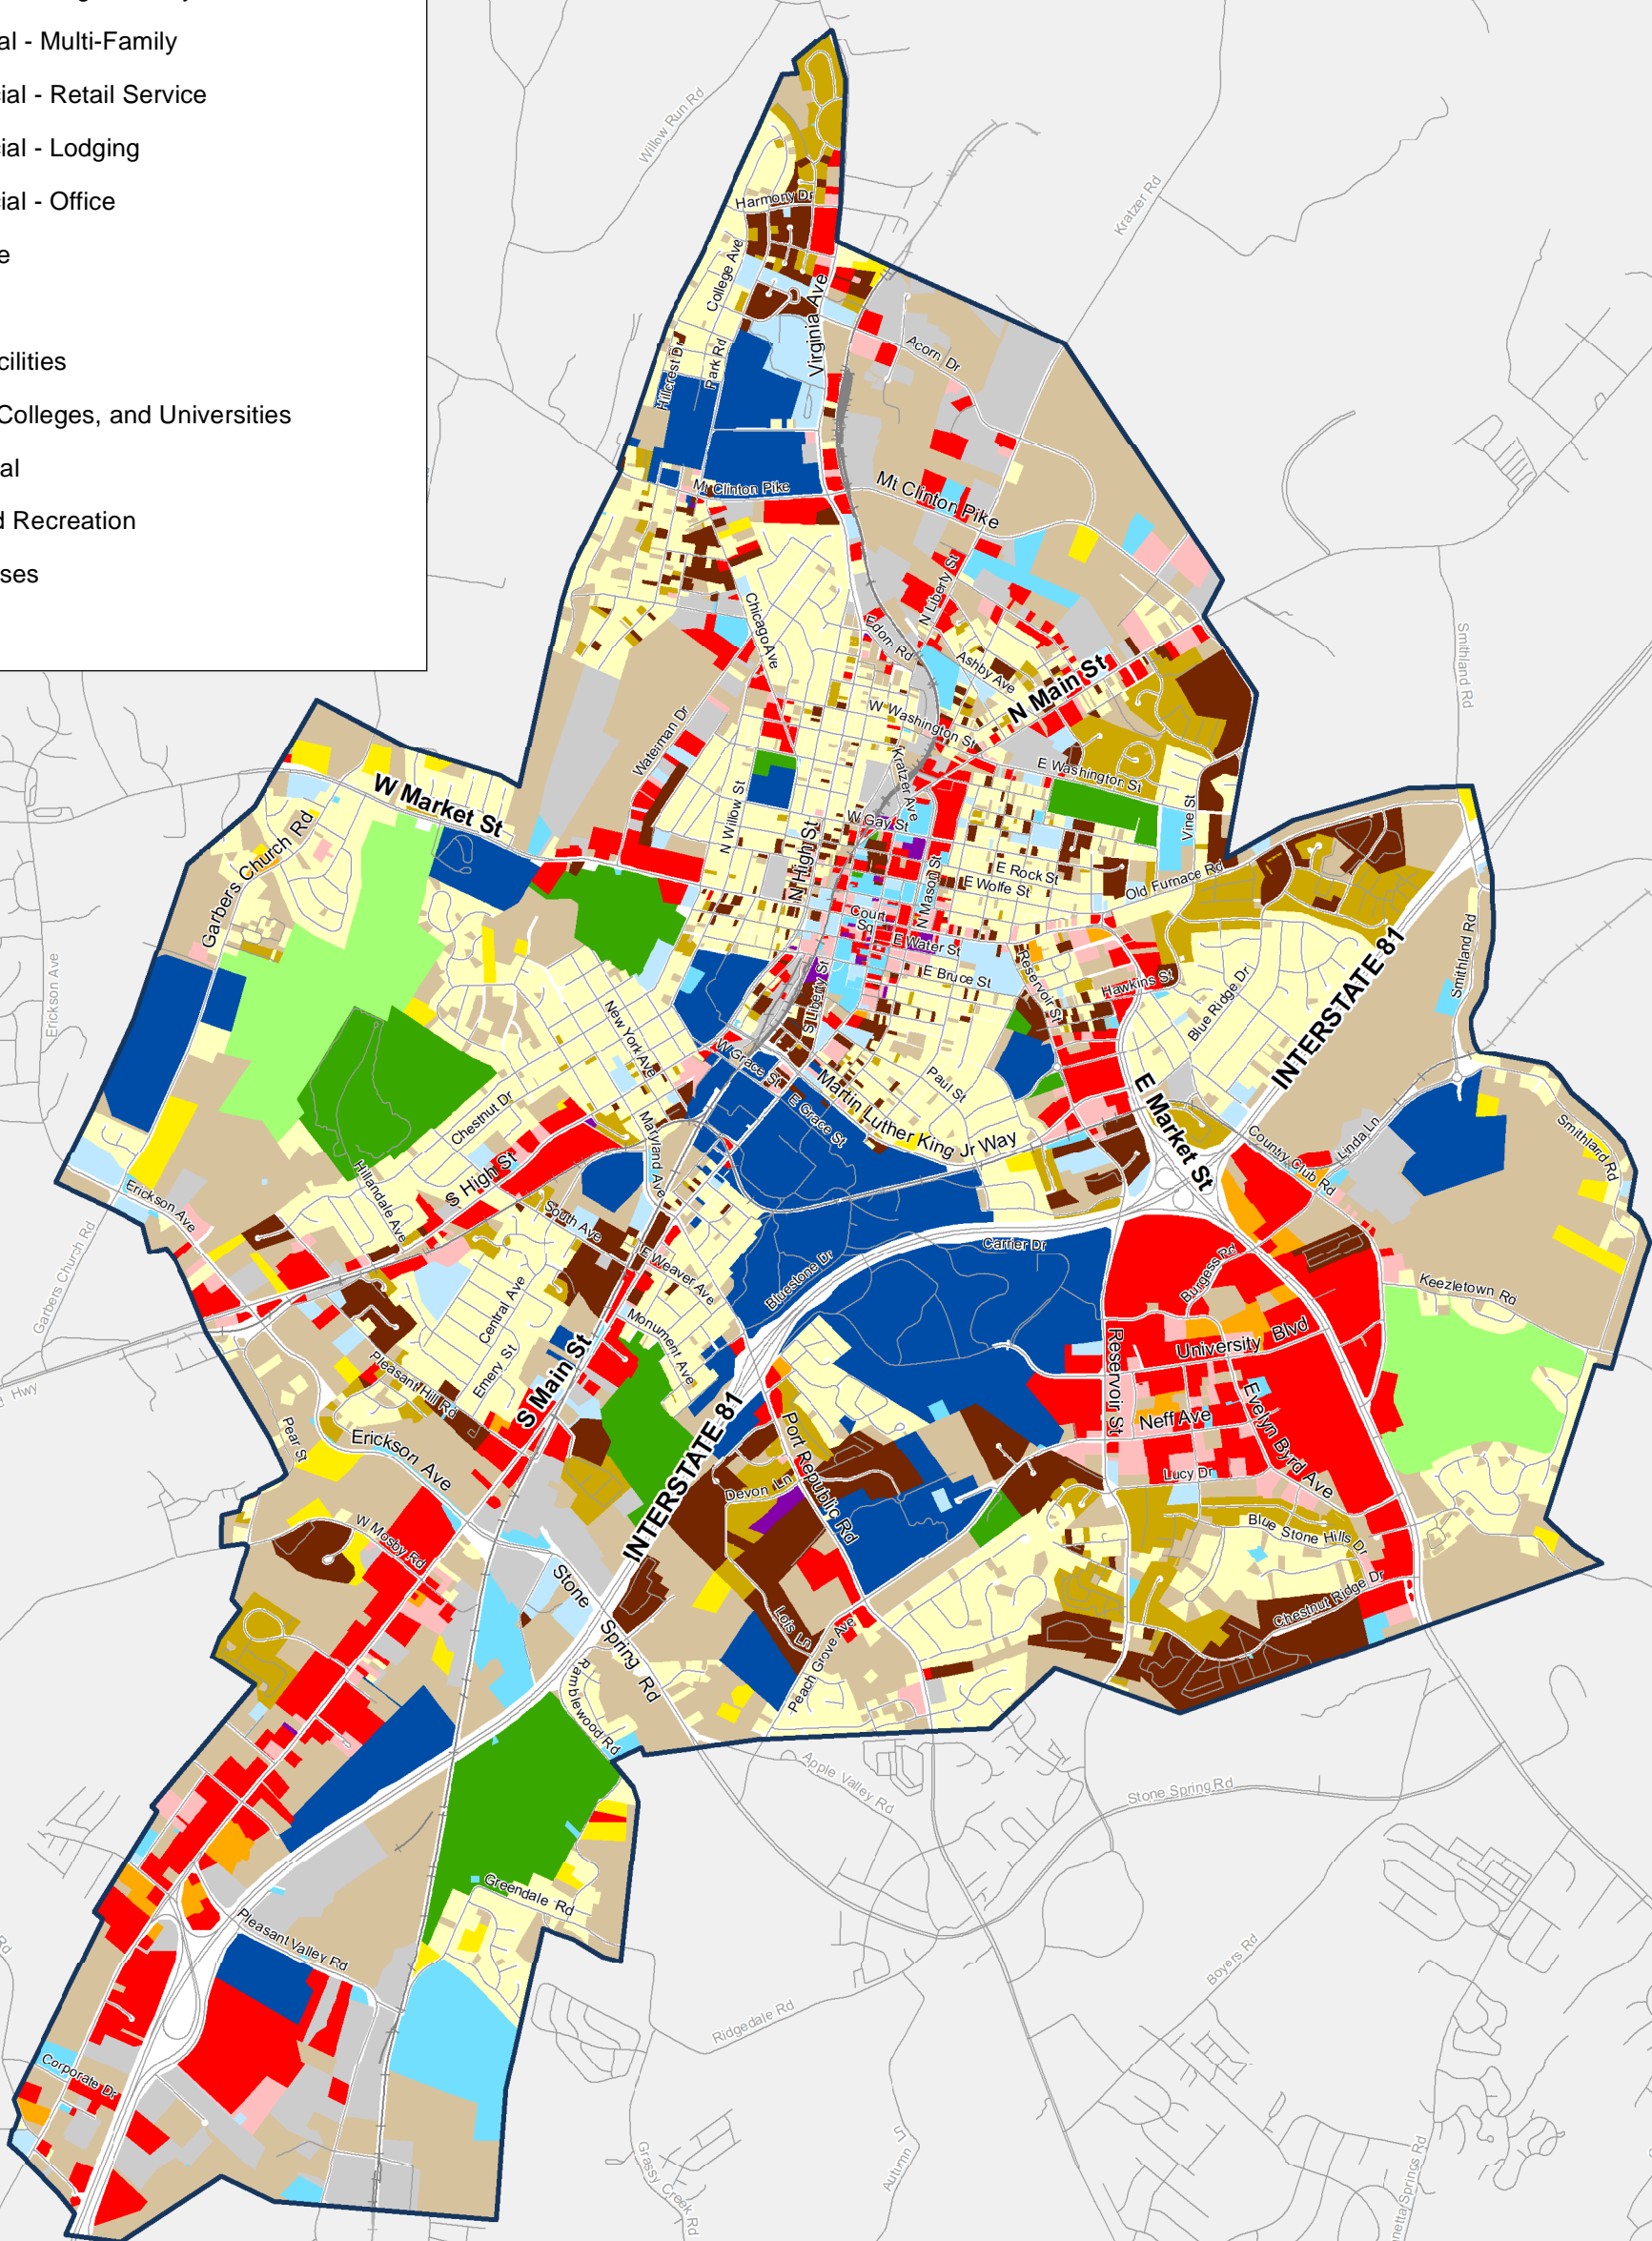 al - Multi-Family
ial - Retail Service
ial - Lodging
ial - Office
e
cilities
Colleges, and Universities
al
d Recreation
ses
Willow Run Rd
Kratzer Rd
Harmony Dr
College Ave
Virginia Ave
Hillcrest Dr
Park Rd
Acorn Dr
Mt Clinton Pike
Mt Clinton Pike
N Liberty St
Chicago Ave
Edom Rd
Ashby Ave
N Main St
Smithland Rd
W Washington St
Waterman Dr
Kratzer Ave
E Washington St
W Market St
N Willow St
W Gay St
Vine St
Garbers Church Rd
N High St
N Mason St
E Rock St
E Wolfe St
Old Furnace Rd
Court
Sq
E Water St
E Bruce St
Reservoir St
Hawkins St
Smithland Rd
INTERSTATE 81
Blue Ridge Dr
Erickson Ave
S Liberty St
New York Ave
W Grace St
Martin Luther King Jr Way
Paul St
E Grace St
E Market St
Chestnut Dr
Maryland Ave
Country Club Rd
Linda Ln
Smithland Rd
Hillandale Ave
S High St
Erickson Ave
South Ave
Garbers Church Rd
E Weaver Ave
Carrier Dr
Bluestone Dr
Burgess Rd
Keezletown Rd
Central Ave
Monument Ave
University Blvd
Reservoir St
Hwy
Pleasant Hill Rd
Emery St
S Main St
Evelyn Byrd Ave
Neff Ave
Pear St
Erickson Ave
INTERSTATE 81
Port Republic Rd
Lucy Dr
Devon Ln
W Mosby Rd
Blue Stone Hills Dr
Stone Spring Rd
Chestnut Ridge Dr
Lois Ln
Peach Grove Ave
Ramblewood Rd
Apple Valley Rd
Stone Spring Rd
Greendale Rd
Pleasant Valley Rd
Boyers Rd
Rd
Ridgedale Rd
Corporate Dr
Grassy Creek Rd
Autumn Ln
netta Springs Rd